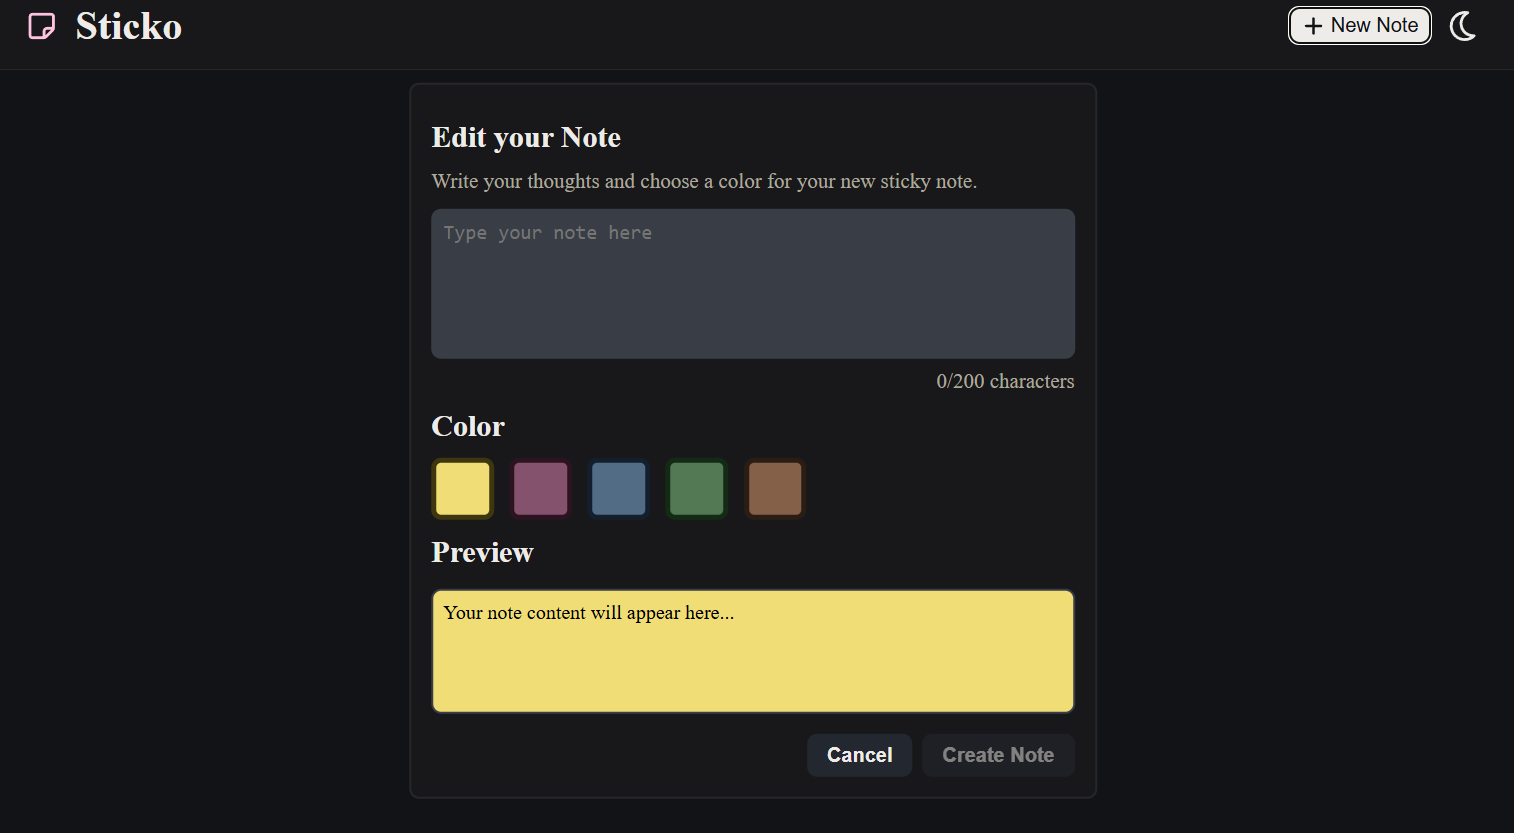 Sticko
New Note
Edit your Note
Write your thoughts and choose a color for your new sticky note.
Type your note here
0/200 characters
Color
Preview
Your note content will appear here...
Cancel
Create Note